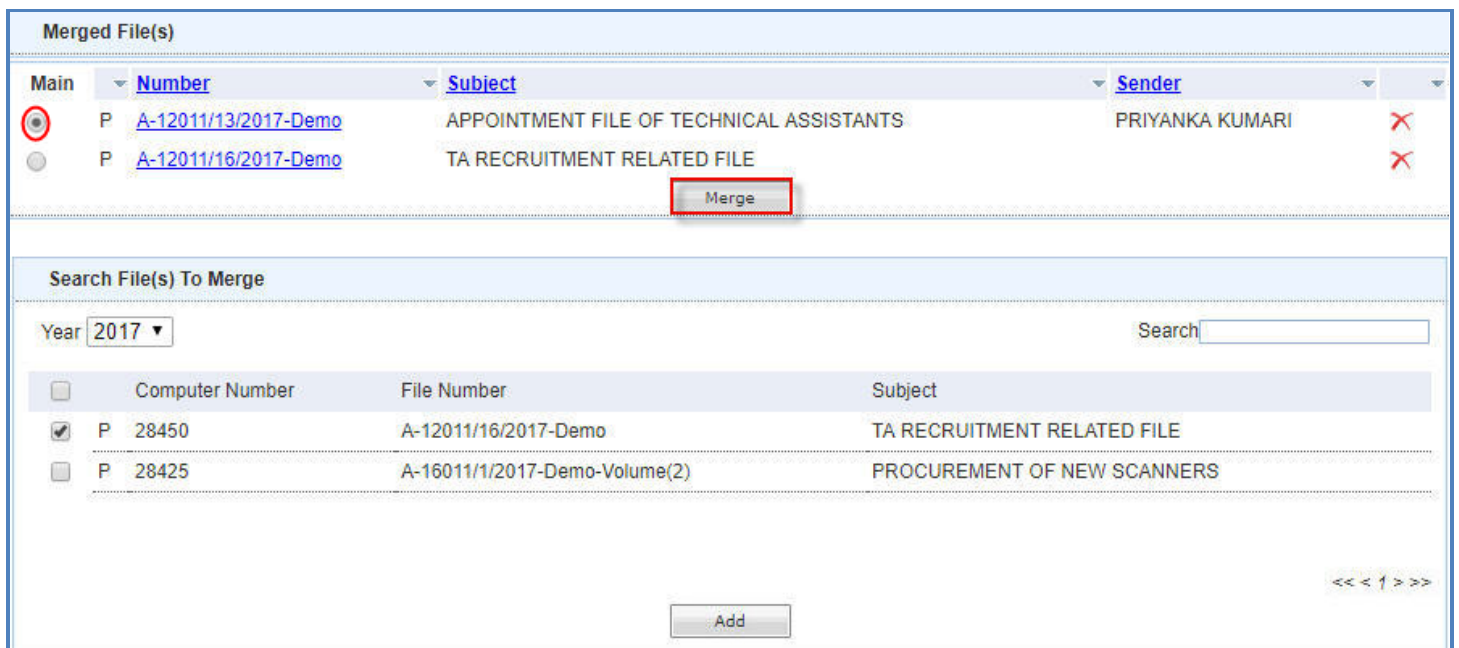 Merged File(s)
Main Number Subject Sender
P A-12011/13/2017-Demo APPOINTMENT FILE OF TECHNICAL ASSISTANTS PRIYANKA KUMARI
P A-12011/16/2017-Demo TA RECRUITMENT RELATED FILE
Merge
Search File(s) To Merge
Year 2017 Search
Computer Number File Number Subject
P 28450 A-12011/16/2017-Demo TA RECRUITMENT RELATED FILE
P 28425 A-16011/1/2017-Demo-Volume(2) PROCUREMENT OF NEW SCANNERS
<< < 1 > >>
Add